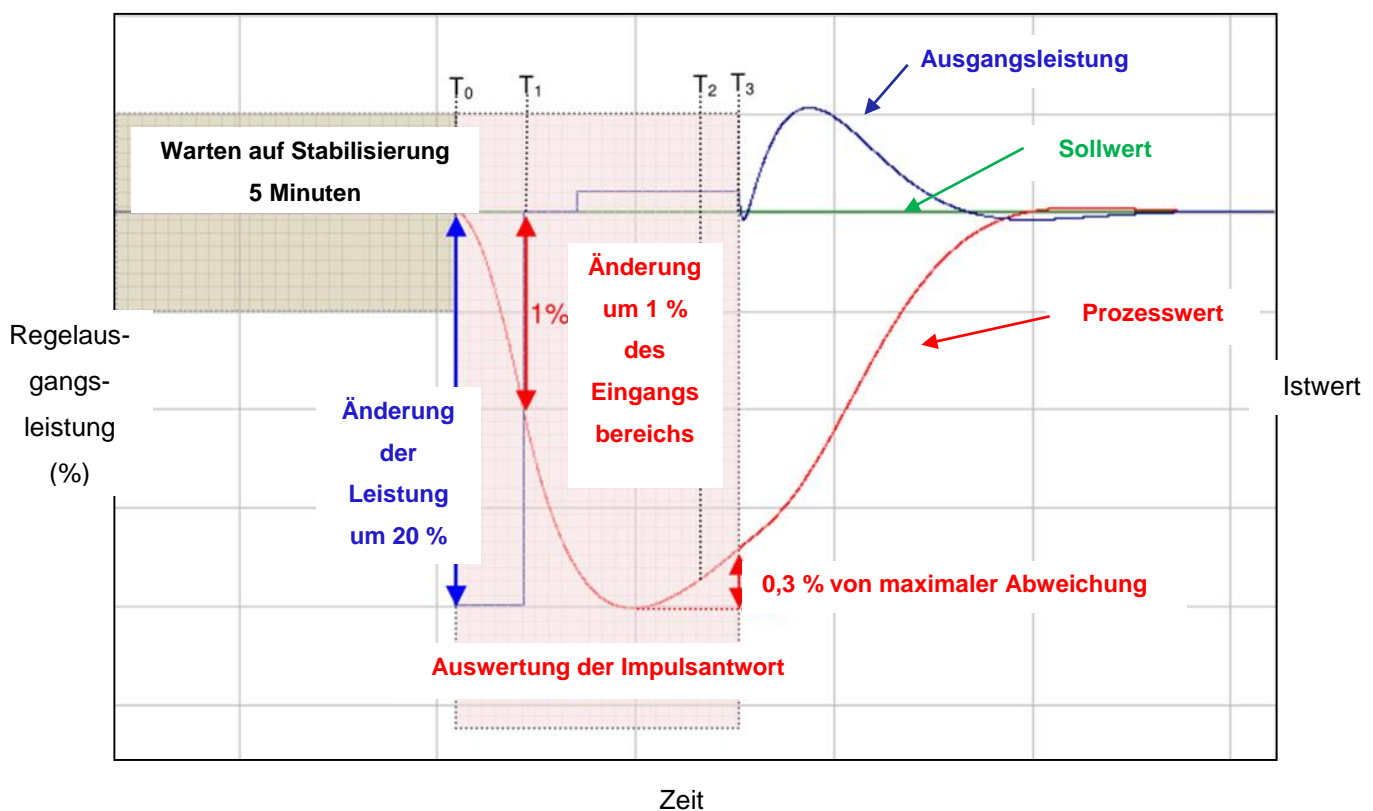 Ausgangsleistung
T0 T1 T2 T3
Warten auf Stabilisierung
5 Minuten
Sollwert
Änderung
um 1 %
des
Eingangs
bereichs
1%
Prozesswert
Regelaus-
gangs-
leistung
(%)
Istwert
Änderung
der
Leistung
um 20 %
0,3 % von maximaler Abweichung
Auswertung der Impulsantwort
Zeit